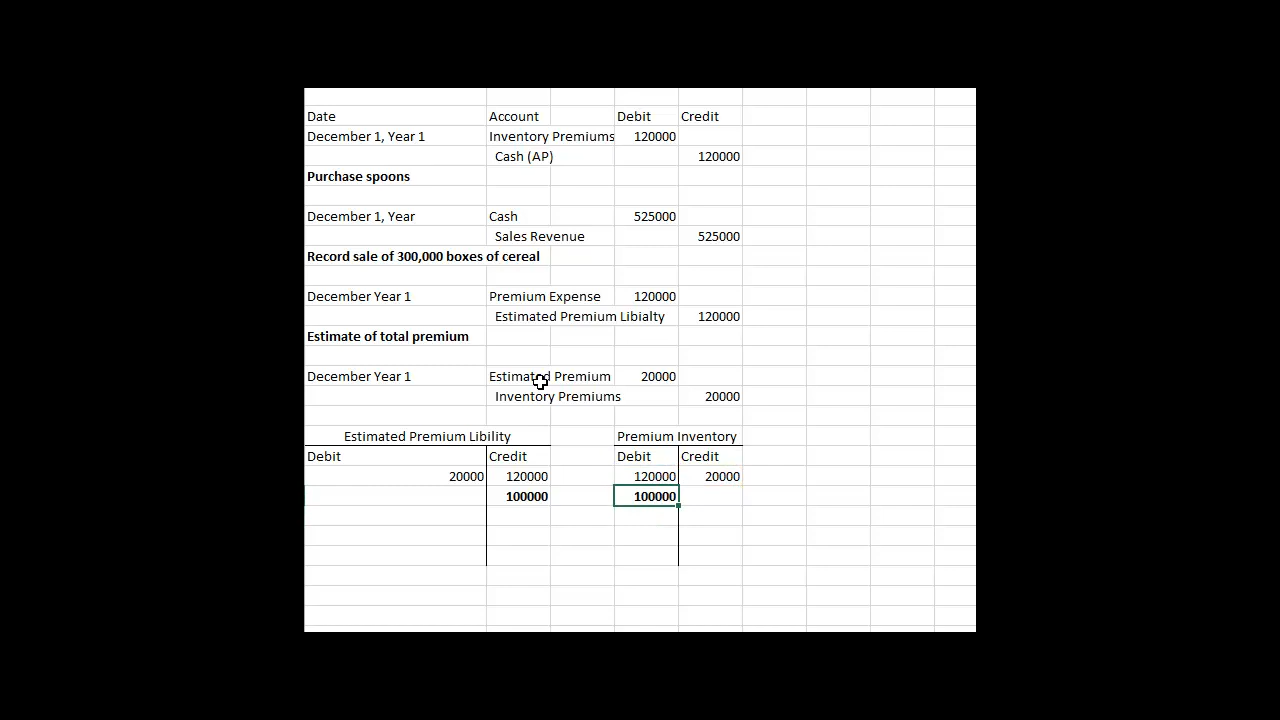 Date Account Debit Credit
December 1, Year 1 Inventory Premiums 120000
Cash (AP) 120000
Purchase spoons
December 1, Year Cash 525000
Sales Revenue 525000
Record sale of 300,000 boxes of cereal
December Year 1 Premium Expense 120000
Estimated Premium Libialty 120000
Estimate of total premium
December Year 1 Estimated Premium 20000
Inventory Premiums 20000
Estimated Premium Libility Premium Inventory
Debit Credit Debit Credit
20000 120000 120000 20000
100000 100000